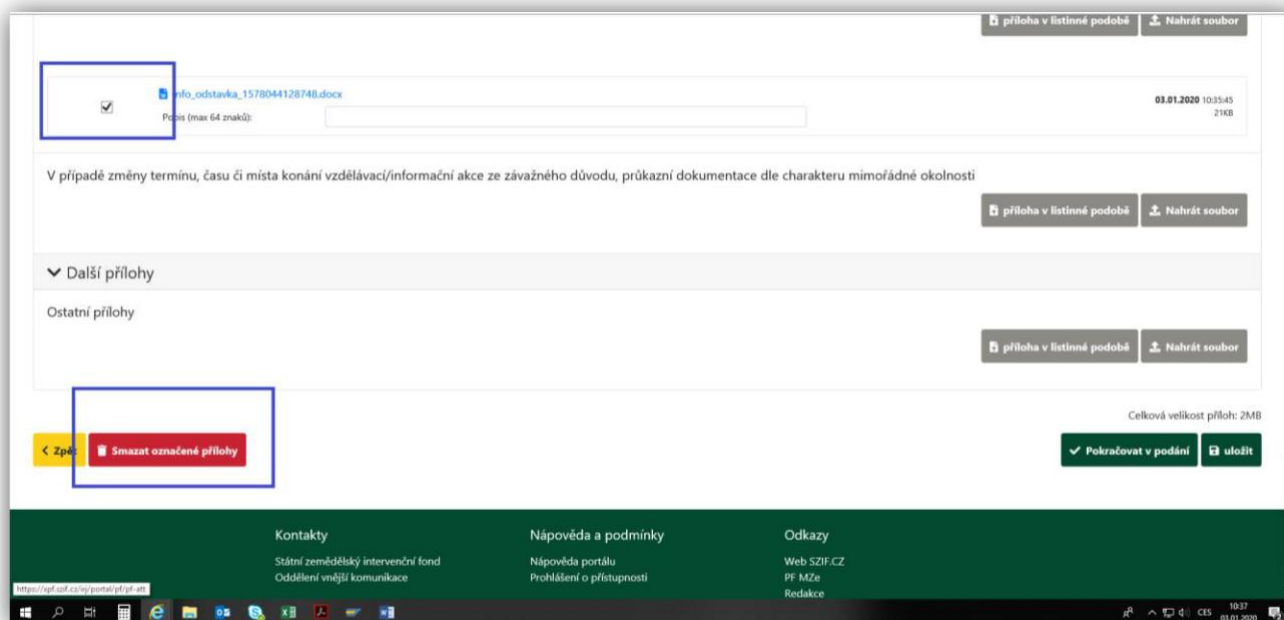 příloha v listinné podobě Nahrát soubor
info_odstavka_1578044128748.docx
03.01.2020 10:35:45
Popis (max 64 znaků):
21KB
V případě změny termínu, času či místa konání vzdělávací/informační akce ze závažného důvodu, průkazní dokumentace dle charakteru mimořádné okolnosti
příloha v listinné podobě Nahrát soubor
Další přílohy
Ostatní přílohy
příloha v listinné podobě Nahrát soubor
Celková velikost příloh: 2MB
Zpět Smazat označené přílohy Pokračovat v podání uložit
Kontakty Nápověda a podmínky Odkazy
Státní zemědělský intervenční fond Nápověda portálu Web SZIF.CZ
Oddělení vnější komunikace Prohlášení o přístupnosti PF MZe
Redakce
https://xpf.szif.cz/ej/portal/pf/pf-att
CES 10:37
03.01.2020